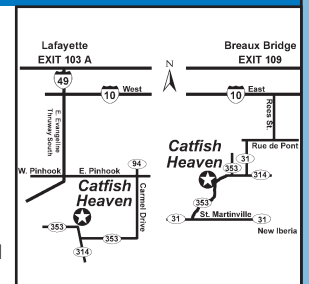 Lafayette
EXIT 103 A
N
Breaux Bridge
EXIT 109
49
10 West
10 East
E. Evangeline
Thruway South
Rees St.
Rue de Pont
94
W. Pinhook
E. Pinhook
Carmel Drive
Catfish
Heaven
31
353
314
Catfish
Heaven
353
353
353
314
31
St. Martinville
31
New Iberia